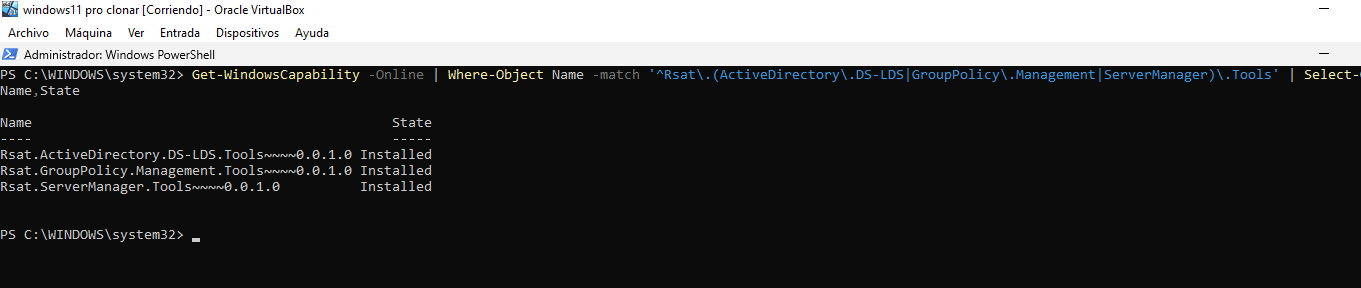 windows11 pro clonar [Corriendo] - Oracle VirtualBox
Archivo Máquina Ver Entrada Dispositivos Ayuda
Administrador: Windows PowerShell
PS C:\WINDOWS\system32> Get-WindowsCapability -Online | Where-Object Name -match '^Rsat\.(ActiveDirectory\.DS-LDS|GroupPolicy\.Management|ServerManager)\.Tools' | Select-
Name,State
Name State
---- -----
Rsat.ActiveDirectory.DS-LDS.Tools~~~~0.0.1.0 Installed
Rsat.GroupPolicy.Management.Tools~~~~0.0.1.0 Installed
Rsat.ServerManager.Tools~~~~0.0.1.0 Installed
PS C:\WINDOWS\system32> _